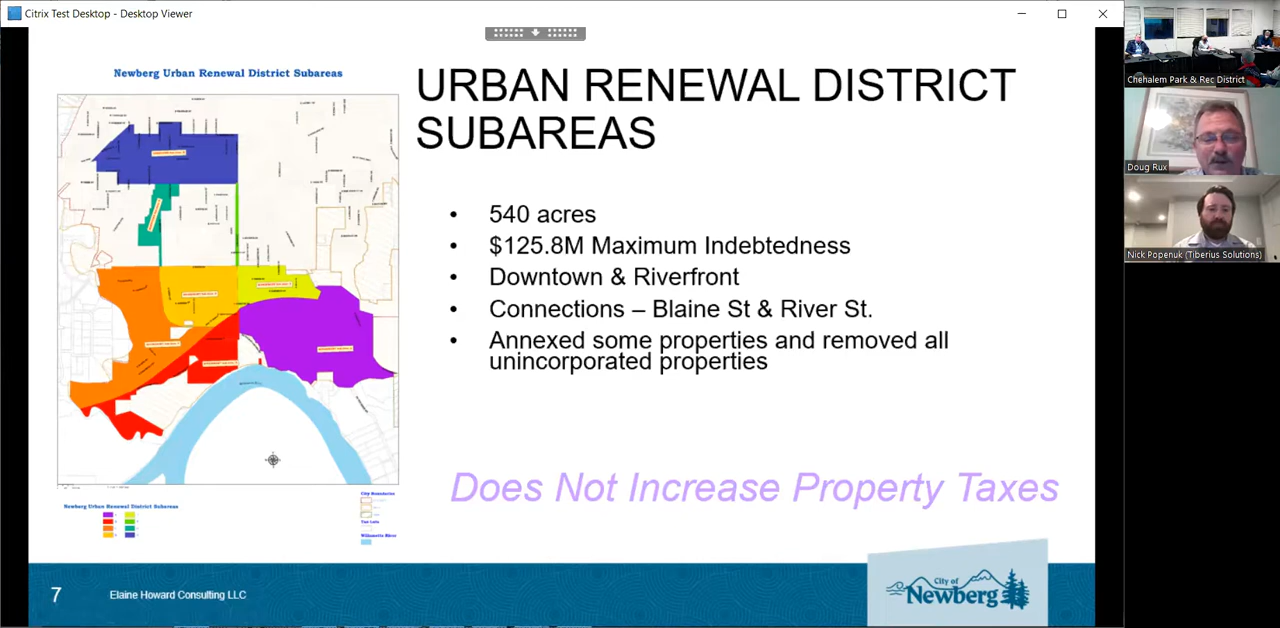 Citrix Test Desktop - Desktop Viewer
Newberg Urban Renewal District Subareas
URBAN RENEWAL DISTRICT
SUBAREAS
• 540 acres
• $125.8M Maximum Indebtedness
• Downtown & Riverfront
• Connections – Blaine St & River St.
• Annexed some properties and removed all
unincorporated properties
Does Not Increase Property Taxes
Newberg Urban Renewal District Subareas
City Boundaries
Tax Lots
Willamette River
7
Elaine Howard Consulting LLC
City of
Newberg
Chehalem Park & Rec District
Doug Rux
Nick Popenuk (Tiberius Solutions)